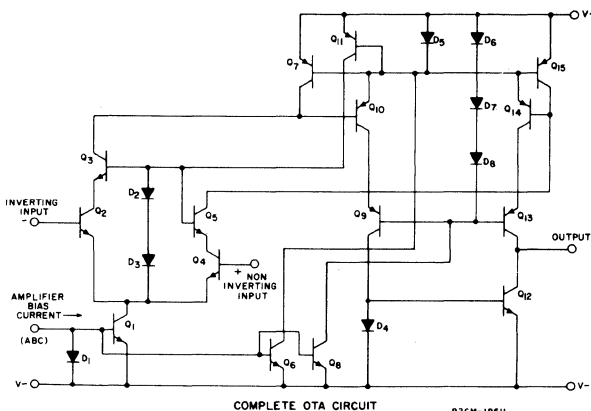 V-
Q11
D5
D6
Q7
Q15
Q10
D7
Q14
Q3
D8
D2
INVERTING
INPUT
-
Q2
Q5
Q9
Q13
D3
Q4
OUTPUT
+
NON
INVERTING
INPUT
AMPLIFIER
BIAS
CURRENT →
(ABC)
Q1
Q12
D4
D1
Q6
Q8
V-
V-
COMPLETE OTA CIRCUIT